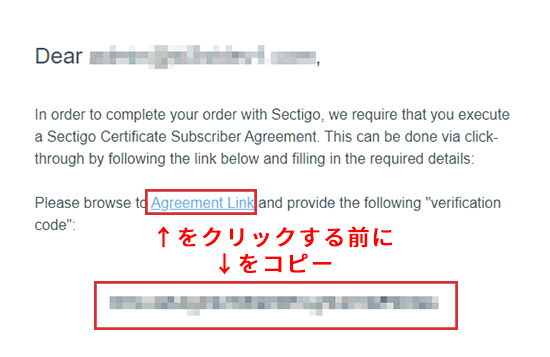 Dear ,
In order to complete your order with Sectigo, we require that you execute
a Sectigo Certificate Subscriber Agreement. This can be done via click-
through by following the link below and filling in the required details:
Please browse to Agreement Link and provide the following "verification
code":
↑をクリックする前に
↓をコピー